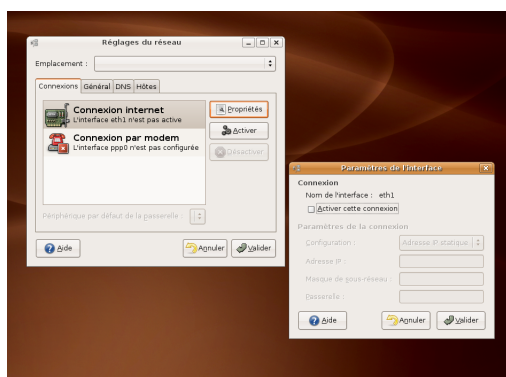 Réglages du réseau
Emplacement :
Connexions Général DNS Hôtes
Connexion internet
L'interface eth1 n'est pas active
Connexion par modem
L'interface ppp0 n'est pas configurée
Propriétés
Activer
Désactiver
Périphérique par défaut de la passerelle :
Aide
Annuler
Valider
Paramètres de l'interface
Connexion
Nom de l'interface : eth1
Activer cette connexion
Paramètres de la connexion
Configuration : Adresse IP statique
Adresse IP :
Masque de sous-réseau :
Passerelle :
Aide
Annuler
Valider